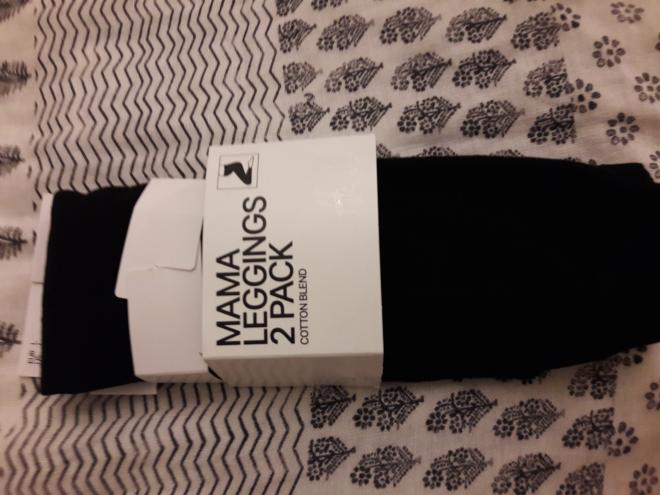 MAMA
LEGGINGS
2 PACK
COTTON BLEND